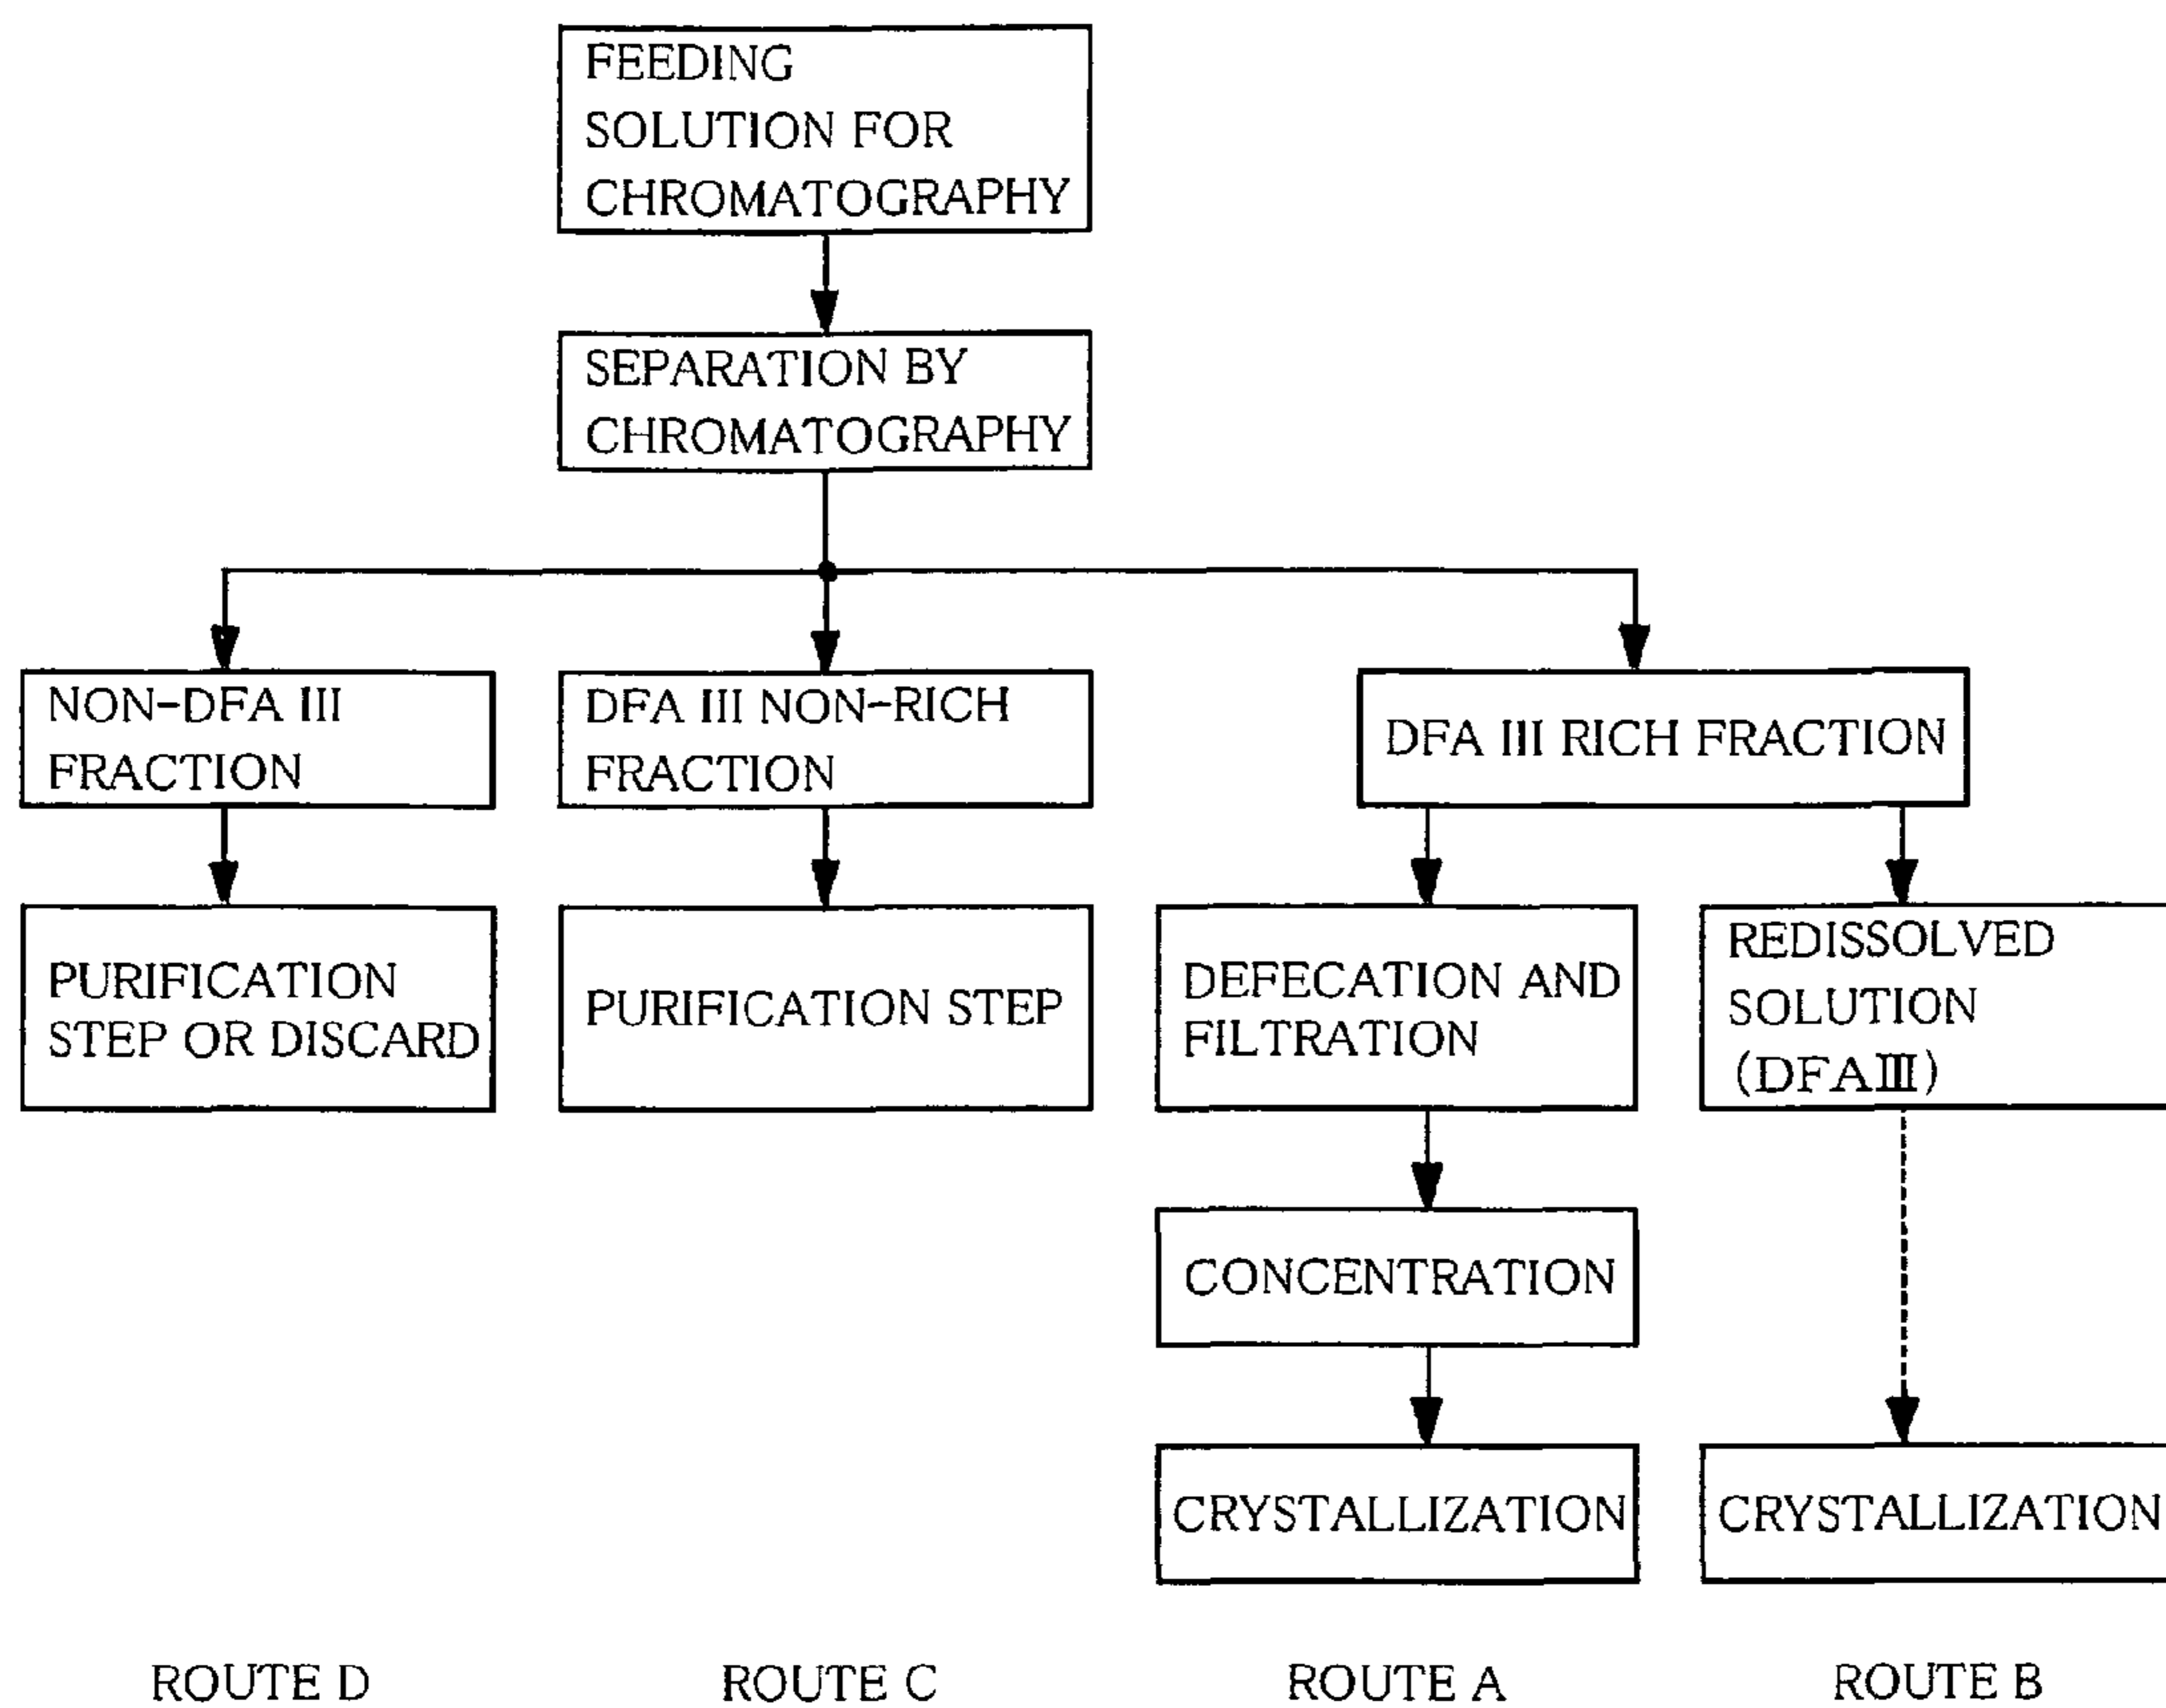 FEEDING
SOLUTION FOR
CHROMATOGRAPHY
SEPARATION BY
CHROMATOGRAPHY
NON-DFA III
FRACTION
DFA III NON-RICH
FRACTION
DFA III RICH FRACTION
PURIFICATION
STEP OR DISCARD
PURIFICATION STEP
DEFECATION AND
FILTRATION
REDISSOLVED
SOLUTION
(DFAIII)
CONCENTRATION
CRYSTALLIZATION
CRYSTALLIZATION
ROUTE D
ROUTE C
ROUTE A
ROUTE B